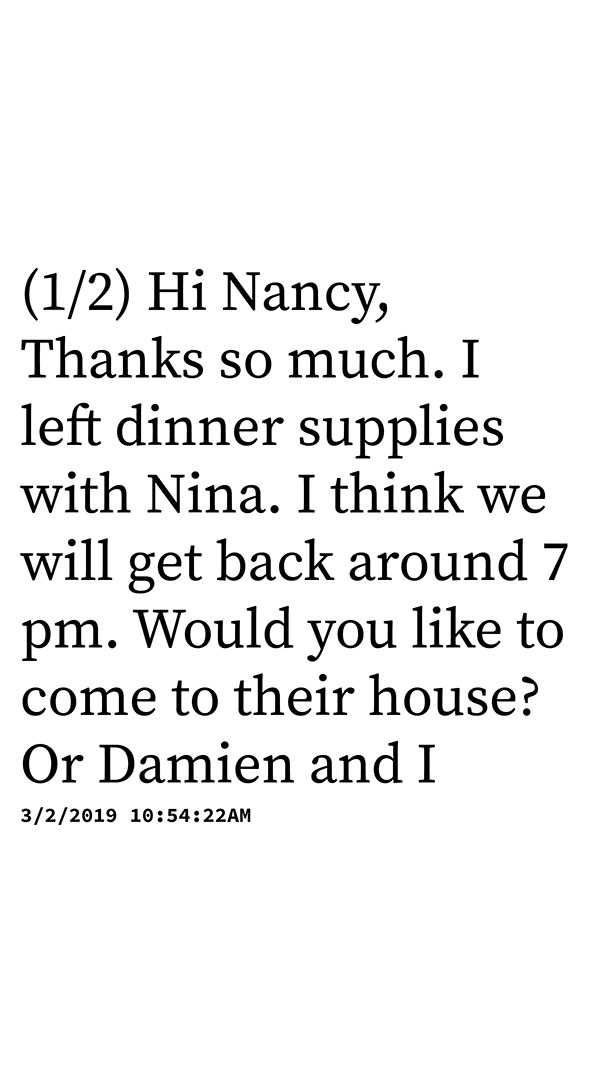 (1/2) Hi Nancy,
Thanks so much. I
left dinner supplies
with Nina. I think we
will get back around 7
pm. Would you like to
come to their house?
Or Damien and I
3/2/2019 10:54:22AM